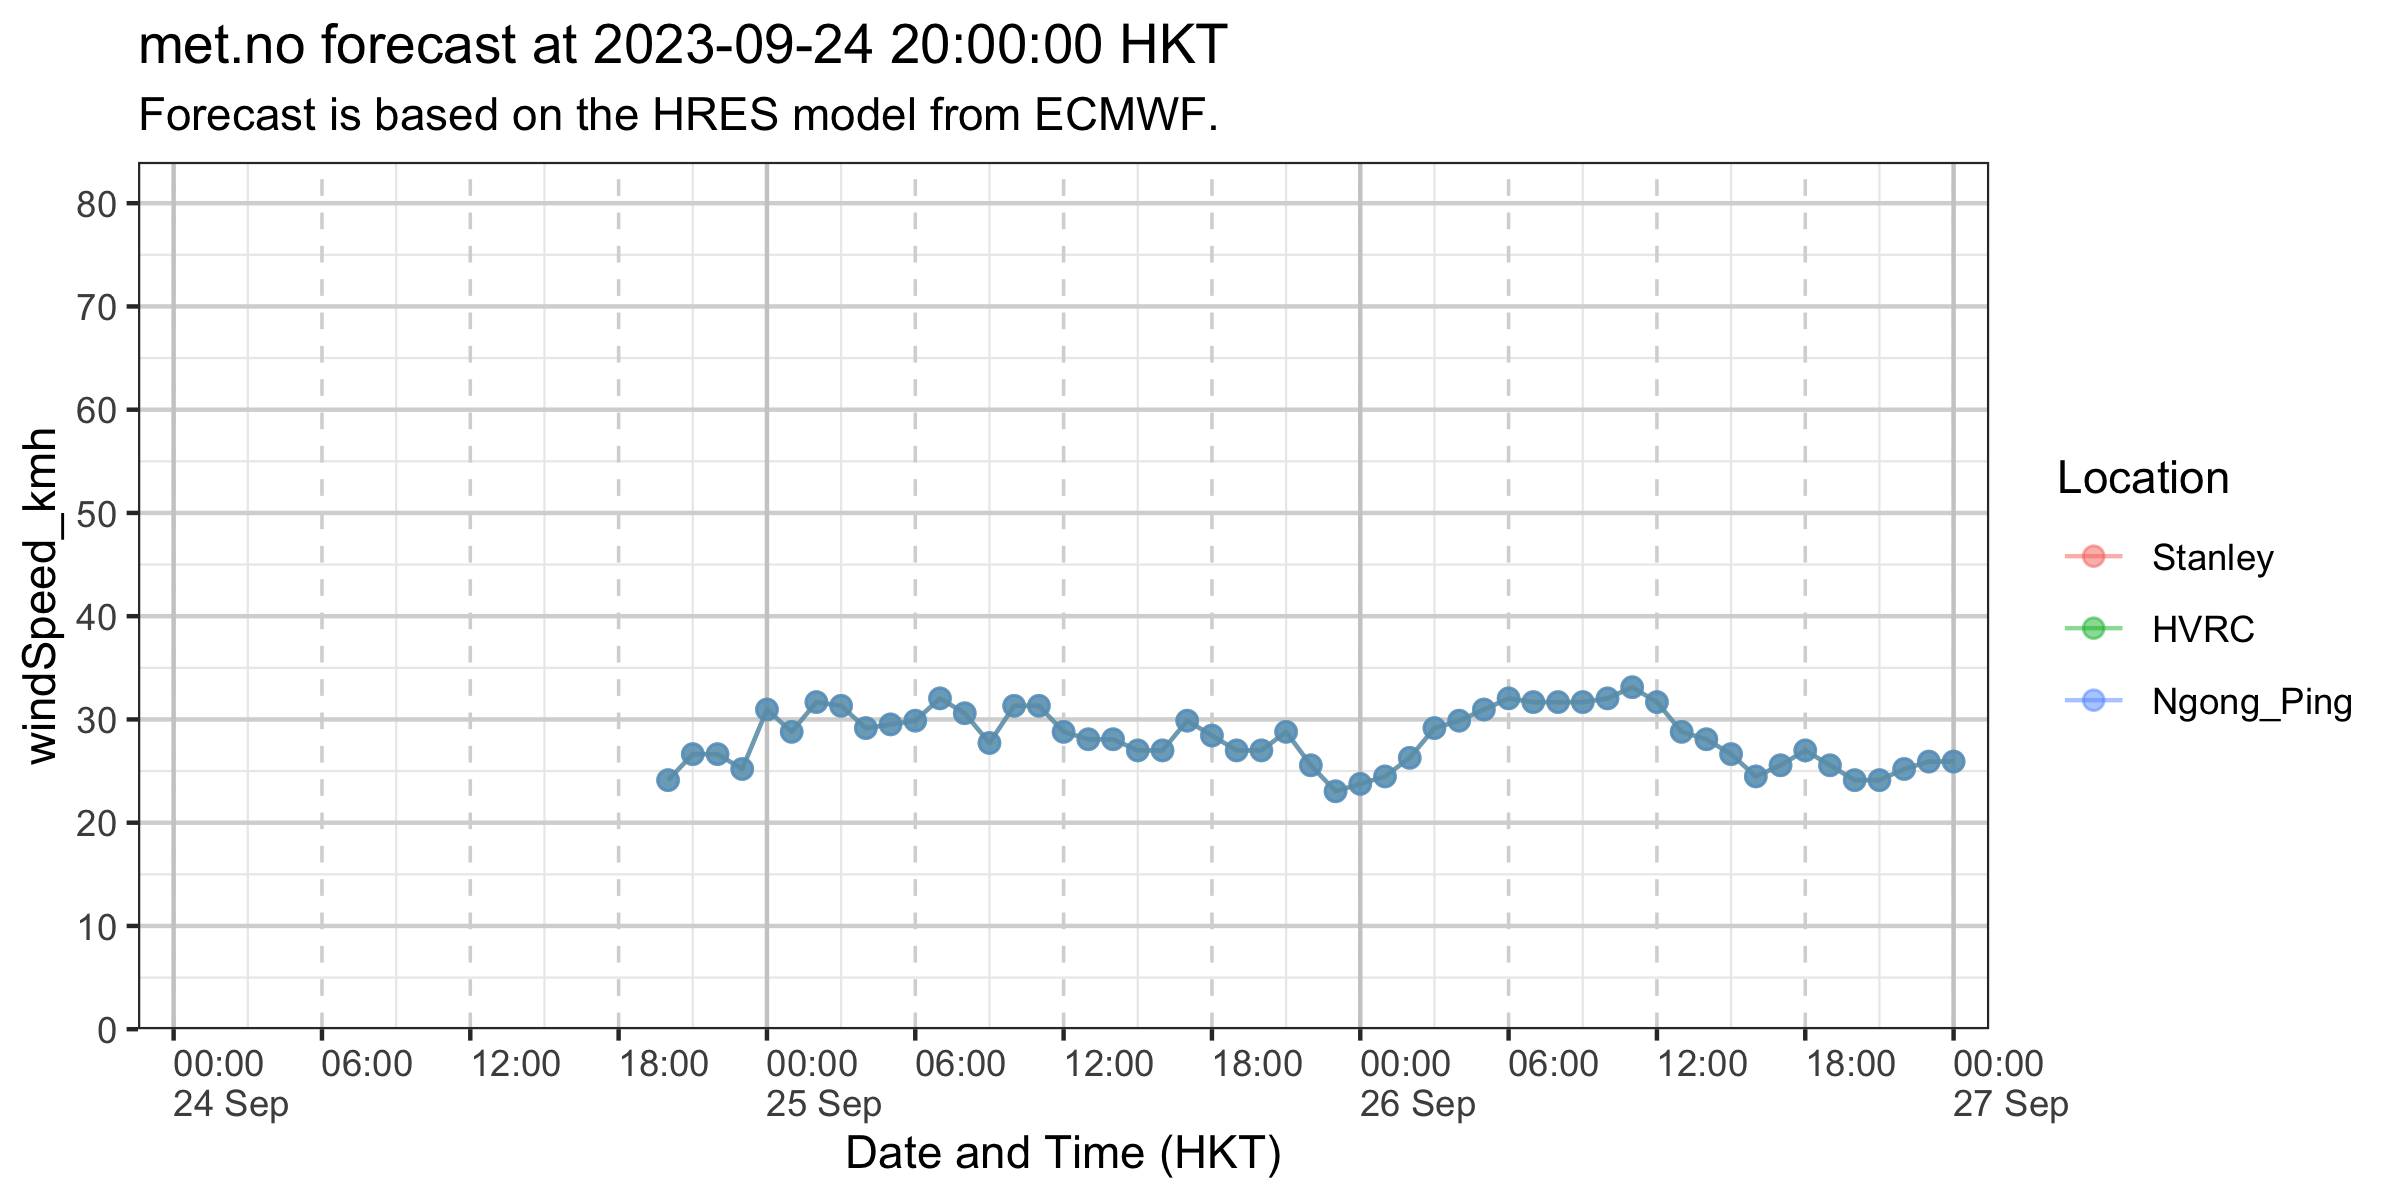 met.no forecast at 2023-09-24 20:00:00 HKT
Forecast is based on the HRES model from ECMWF.
windSpeed_kmh
80
70
60
50
40
30
20
10
0
00:00 06:00 12:00 18:00 00:00 06:00 12:00 18:00 00:00 06:00 12:00 18:00 00:00
24 Sep 25 Sep 26 Sep 27 Sep
Date and Time (HKT)
Location
Stanley
HVRC
Ngong_Ping